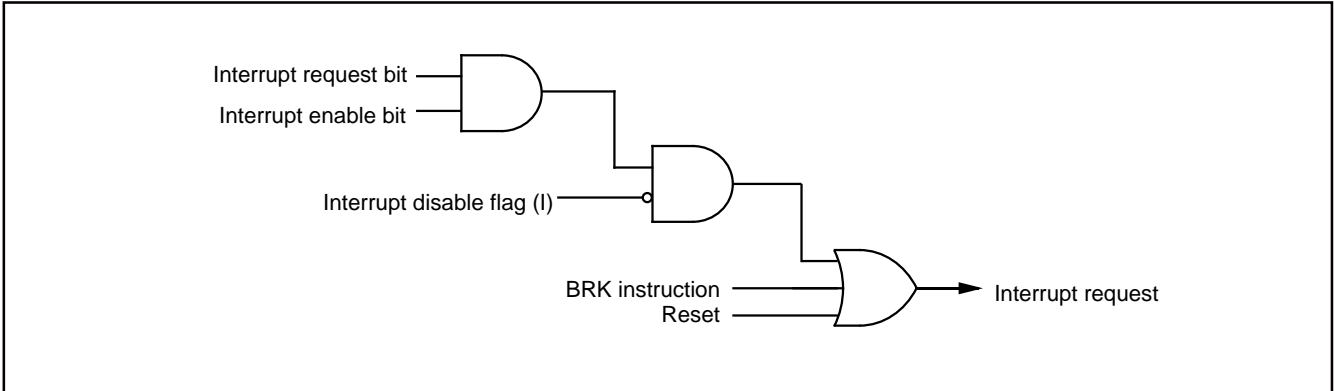 Interrupt request bit
Interrupt enable bit
Interrupt disable flag (I)
BRK instruction
Reset
Interrupt request